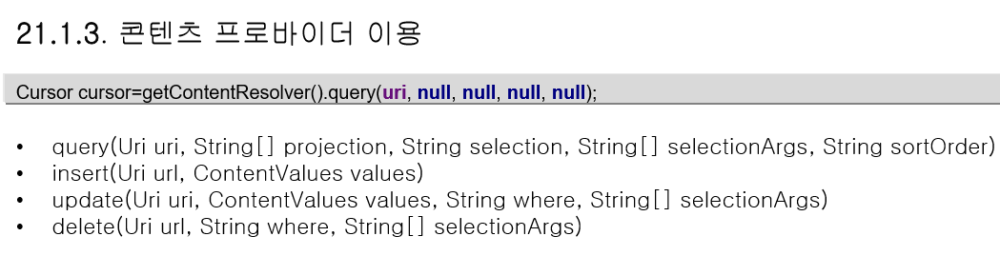 21.1.3. 콘텐츠 프로바이더 이용
Cursor cursor=getContentResolver().query(uri, null, null, null, null);
• query(Uri uri, String[] projection, String selection, String[] selectionArgs, String sortOrder)
• insert(Uri url, ContentValues values)
• update(Uri uri, ContentValues values, String where, String[] selectionArgs)
• delete(Uri url, String where, String[] selectionArgs)